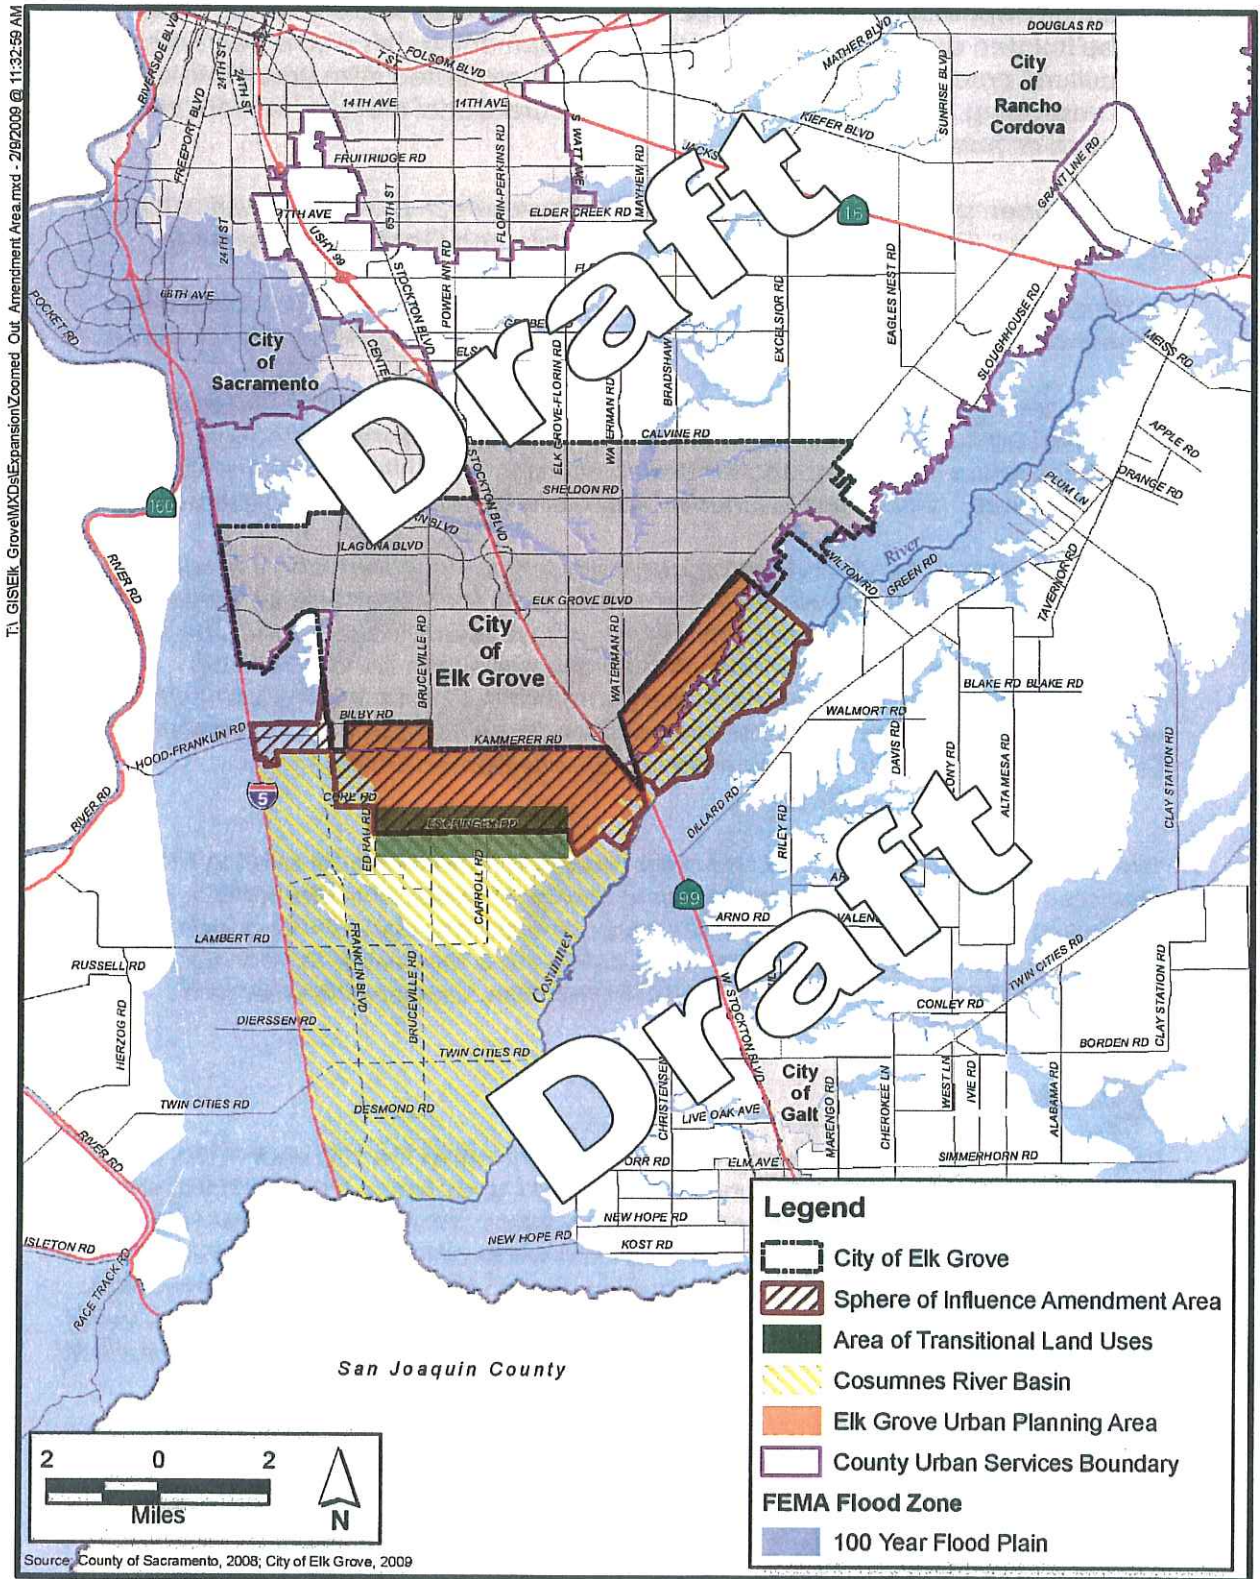 T:\_GIS\Elk Grove\MXDs\Expansion\Zoomed Out Amendment Area.mxd - 2/9/2009 @ 11:32:59 AM
RIVERSIDE BLVD
24TH ST
24TH ST
T ST
FOLSOM BLVD
MATHER BLVD
DOUGLAS RD
SUNRISE BLVD
City
of
Rancho
Cordova
FREEPORT BLVD
14TH AVE
14TH AVE
S WATT AVE
KIEFER BLVD
FRUITRIDGE RD
JACKS
MAYHEW RD
GRANT LINE RD
47TH AVE
65TH ST
FLORIN-PERKINS RD
ELDER CREEK RD
16
24TH ST
USHY 99
STOCKTON BLVD
POWER INN RD
EXCELSIOR RD
EAGLES NEST RD
POCKET RD
68TH AVE
SLOUGHHOUSE RD
MEISS RD
City
of
Sacramento
ELK GROVE-FLORIN RD
WATERMAN RD
BRADSHAW
Draft
CALVINE RD
APPLE RD
ORANGE RD
PLUM LN
160
STOCKTON BLVD
SHELDON RD
LAGUNA BLVD
River
WILTON RD
GREEN RD
TAVERNOR RD
RIVER RD
ELK GROVE BLVD
City
of
Elk Grove
BRUCEVILLE RD
WATERMAN RD
BLAKE RD
BLAKE RD
BILBY RD
KAMMERER RD
WALMORT RD
DAVIS RD
HOOD-FRANKLIN RD
ALTA MESA RD
CLAY STATION RD
5
CORE RD
ED RAU RD
ESCHINGER RD
DILLARD RD
RILEY RD
RIVER RD
CARROLL RD
99
ARNO RD
LAMBERT RD
FRANKLIN BLVD
BRUCEVILLE RD
Cosumnes
RUSSELL RD
HERZOG RD
DIERSSEN RD
TWIN CITIES RD
W. STOCKTON BLVD
TWIN CITIES RD
CLAY STATION RD
CONLEY RD
BORDEN RD
Draft
TWIN CITIES RD
DESMOND RD
City
of
Galt
CHRISTENSEN
LIVE OAK AVE
MARENGO RD
CHEROKEE LN
WEST LN
IVIE RD
ALABAMA RD
RIVER RD
ORR RD
ELM AVE
SIMMERHORN RD
NEW HOPE RD
NEW HOPE RD
KOST RD
ISLETON RD
RACE TRACK RD
San Joaquin County
Legend
City of Elk Grove
Sphere of Influence Amendment Area
Area of Transitional Land Uses
Cosumnes River Basin
Elk Grove Urban Planning Area
County Urban Services Boundary
FEMA Flood Zone
100 Year Flood Plain
2 0 2
Miles
N
Source: County of Sacramento, 2008; City of Elk Grove, 2009